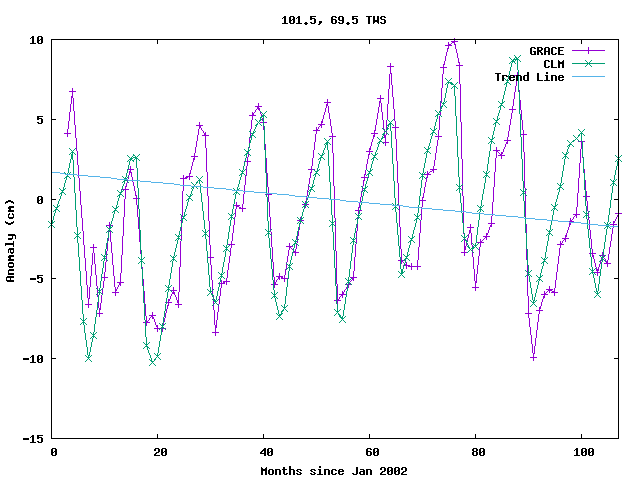 101.5, 69.5 TWS
GRACE
CLM
Trend Line
10
5
0
-5
-10
-15
Anomaly (cm)
0 20 40 60 80 100
Months since Jan 2002